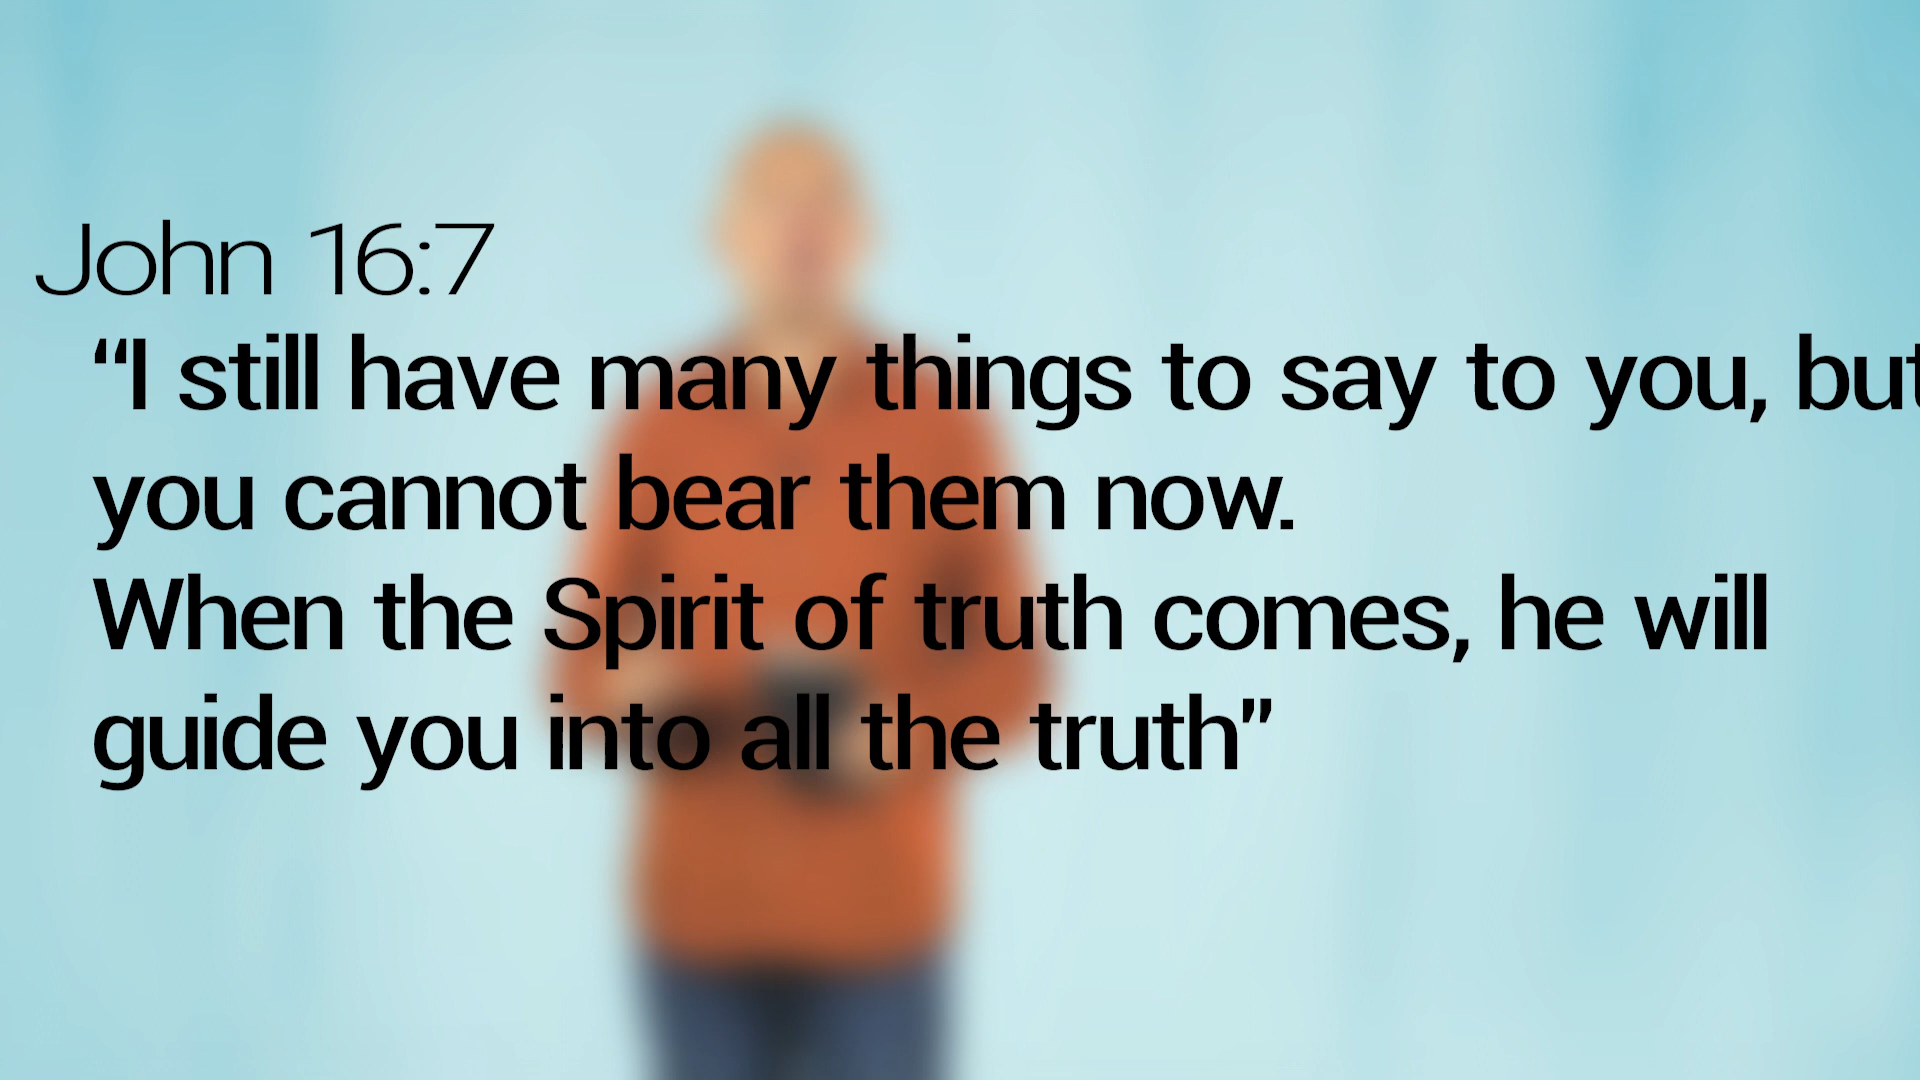 John 16:7
“I still have many things to say to you, but
you cannot bear them now.
When the Spirit of truth comes, he will
guide you into all the truth”